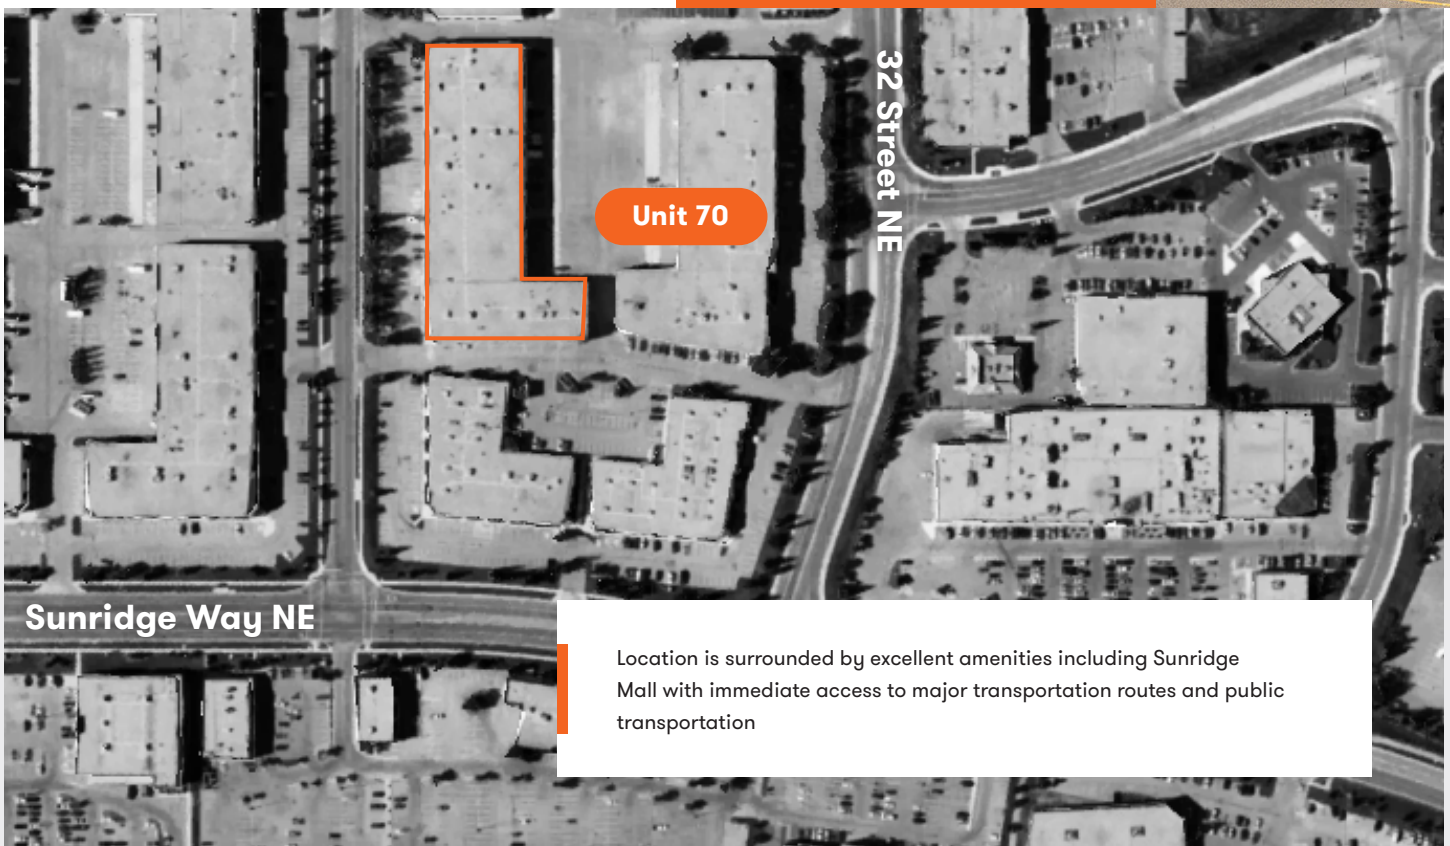 32 Street NE
Unit 70
Sunridge Way NE
Location is surrounded by excellent amenities including Sunridge
Mall with immediate access to major transportation routes and public
transportation